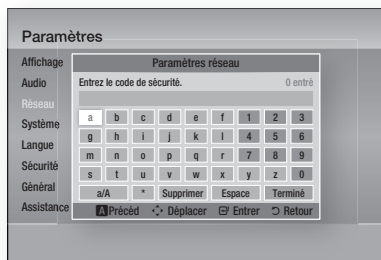 Paramètres
Affichage
Audio
Réseau
Système
Langue
Sécurité
Général
Assistance
Paramètres réseau
Entrez le code de sécurité. 0 entré
a b c d e f 1 2 3
g h i j k l 4 5 6
m n o p q r 7 8 9
s t u v w x y z 0
a/A * Supprimer Espace Terminé
A Précéd Déplacer Entrer Retour